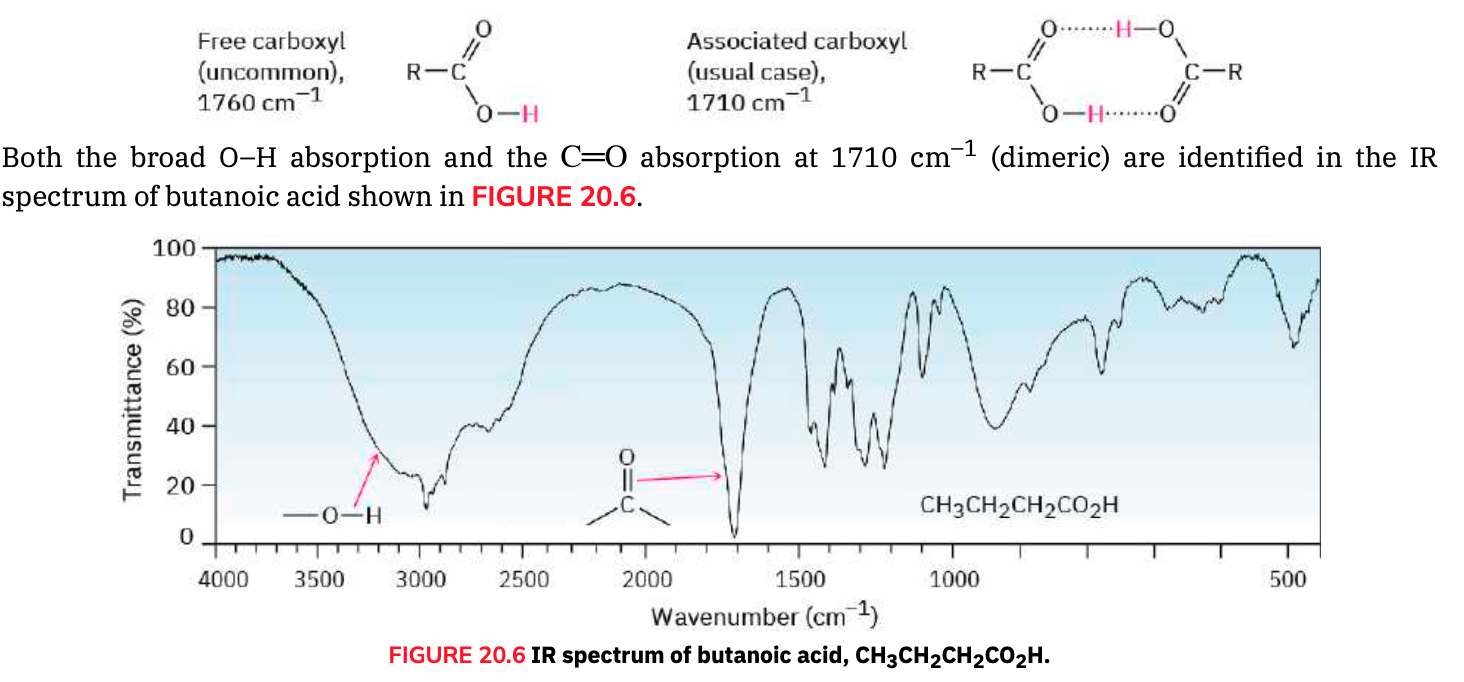 Free carboxyl
(uncommon),
1760 cm⁻¹
R—C
O
O—H
Associated carboxyl
(usual case),
1710 cm⁻¹
R—C
O
O—H
H—O
C—R
O
Both the broad O–H absorption and the C=O absorption at 1710 cm⁻¹ (dimeric) are identified in the IR
spectrum of butanoic acid shown in FIGURE 20.6.
Transmittance (%)
100
80
60
40
20
0
—O—H
O
C
CH₃CH₂CH₂CO₂H
4000 3500 3000 2500 2000 1500 1000 500
Wavenumber (cm⁻¹)
FIGURE 20.6 IR spectrum of butanoic acid, CH₃CH₂CH₂CO₂H.